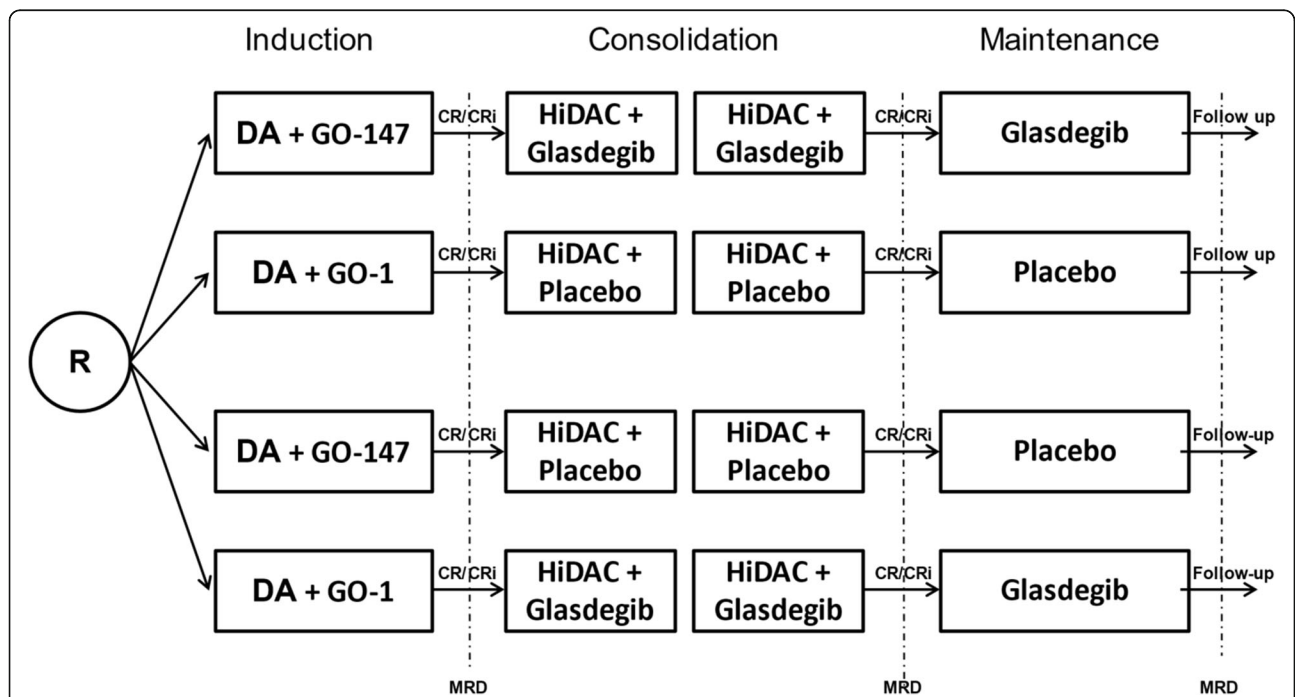 Induction Consolidation Maintenance
DA + GO-147 CR/CRi HiDAC + HiDAC + CR/CRi Glasdegib Follow up
Glasdegib Glasdegib
DA + GO-1 CR/CRi HiDAC + HiDAC + CR/CRi Placebo Follow up
Placebo Placebo
R
DA + GO-147 CR/CRi HiDAC + HiDAC + CR/CRi Placebo Follow-up
Placebo Placebo
DA + GO-1 CR/CRi HiDAC + HiDAC + CR/CRi Glasdegib Follow-up
Glasdegib Glasdegib
MRD MRD MRD